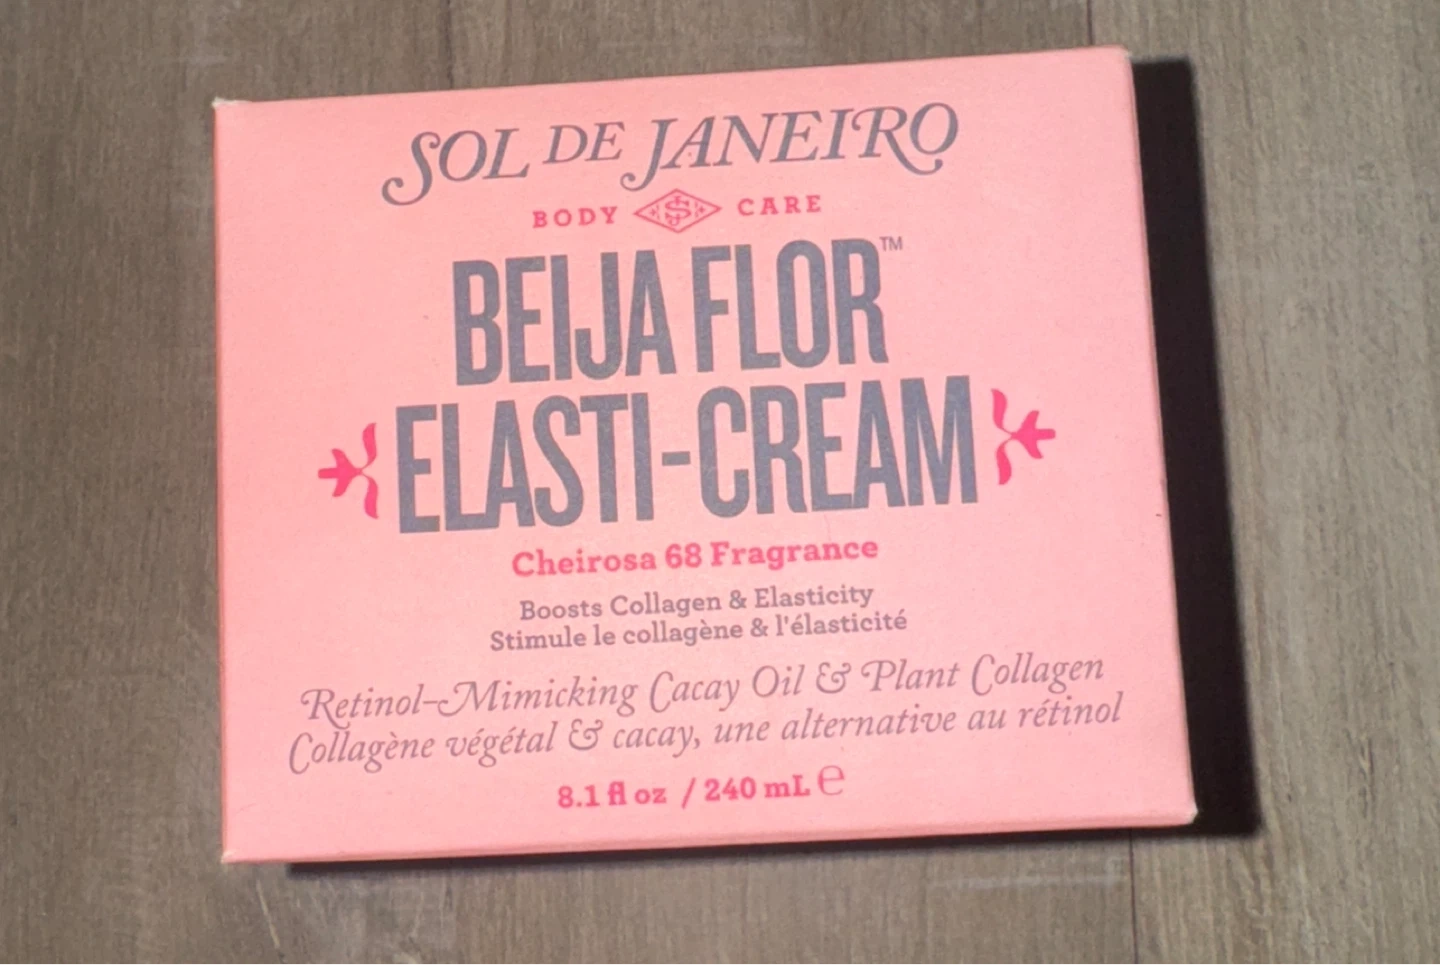 SOL DE JANEIRO
BODY CARE
BEIJA FLOR™
ELASTI-CREAM
Cheirosa 68 Fragrance
Boosts Collagen & Elasticity
Stimule le collagène & l'élasticité
Retinol-Mimicking Cacay Oil & Plant Collagen
Collagène végétal & cacay, une alternative au rétinol
8.1 fl oz / 240 mL ℮